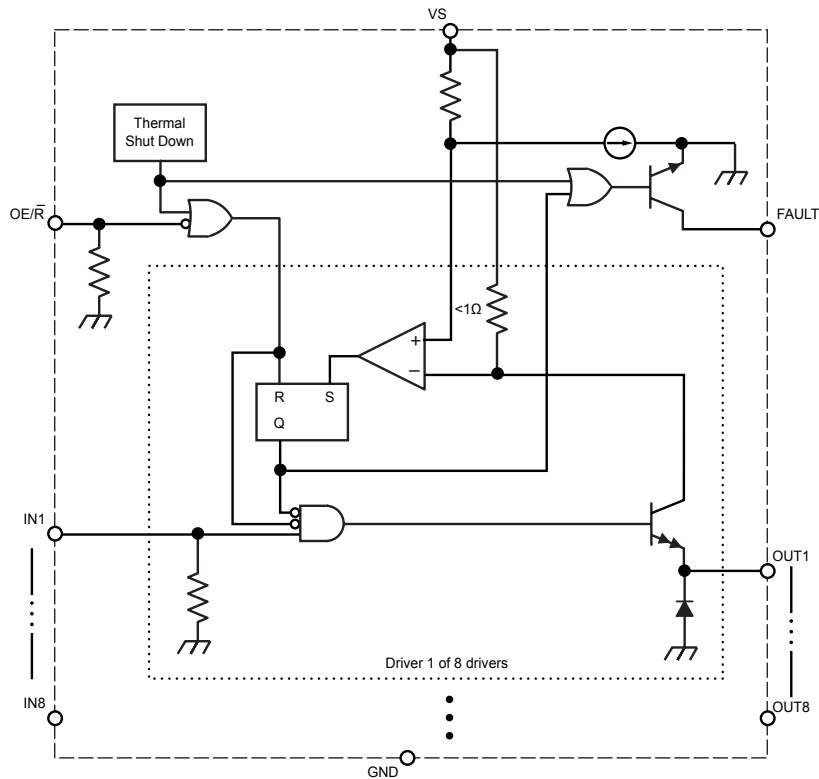 VS
Thermal
Shut Down
OE/R̅
FAULT
<1Ω
+
−
R S
Q
IN1
OUT1
Driver 1 of 8 drivers
IN8
OUT8
GND